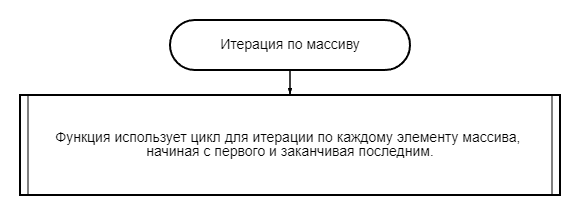 Итерация по массиву
Функция использует цикл для итерации по каждому элементу массива,
начиная с первого и заканчивая последним.